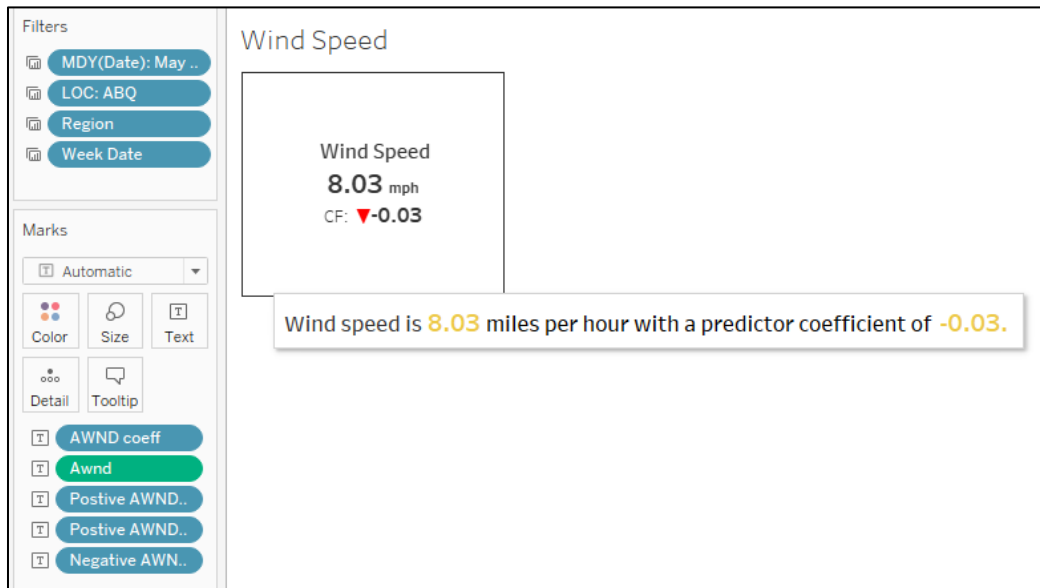 Filters
MDY(Date): May ..
LOC: ABQ
Region
Week Date
Marks
Automatic
Color Size Text
Detail Tooltip
AWND coeff
Awnd
Postive AWND..
Postive AWND..
Negative AWN..
Wind Speed
Wind Speed
8.03 mph
CF: ▼-0.03
Wind speed is 8.03 miles per hour with a predictor coefficient of -0.03.